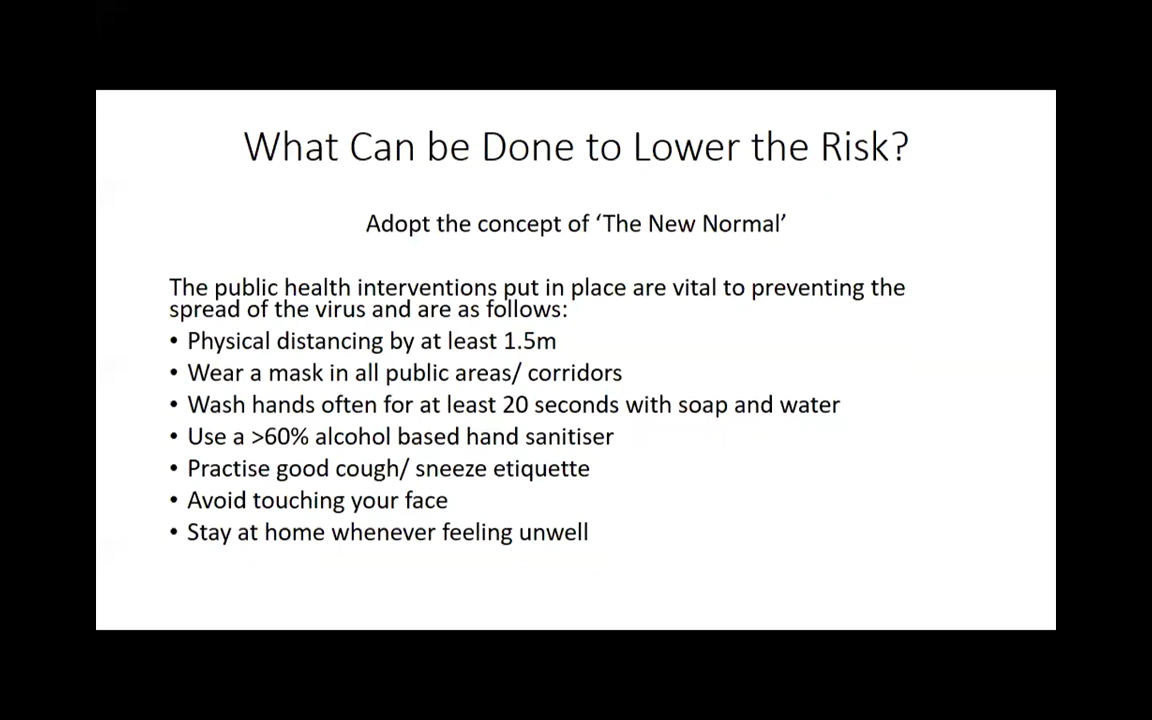 What Can be Done to Lower the Risk?
Adopt the concept of ‘The New Normal’
The public health interventions put in place are vital to preventing the
spread of the virus and are as follows:
• Physical distancing by at least 1.5m
• Wear a mask in all public areas/ corridors
• Wash hands often for at least 20 seconds with soap and water
• Use a >60% alcohol based hand sanitiser
• Practise good cough/ sneeze etiquette
• Avoid touching your face
• Stay at home whenever feeling unwell